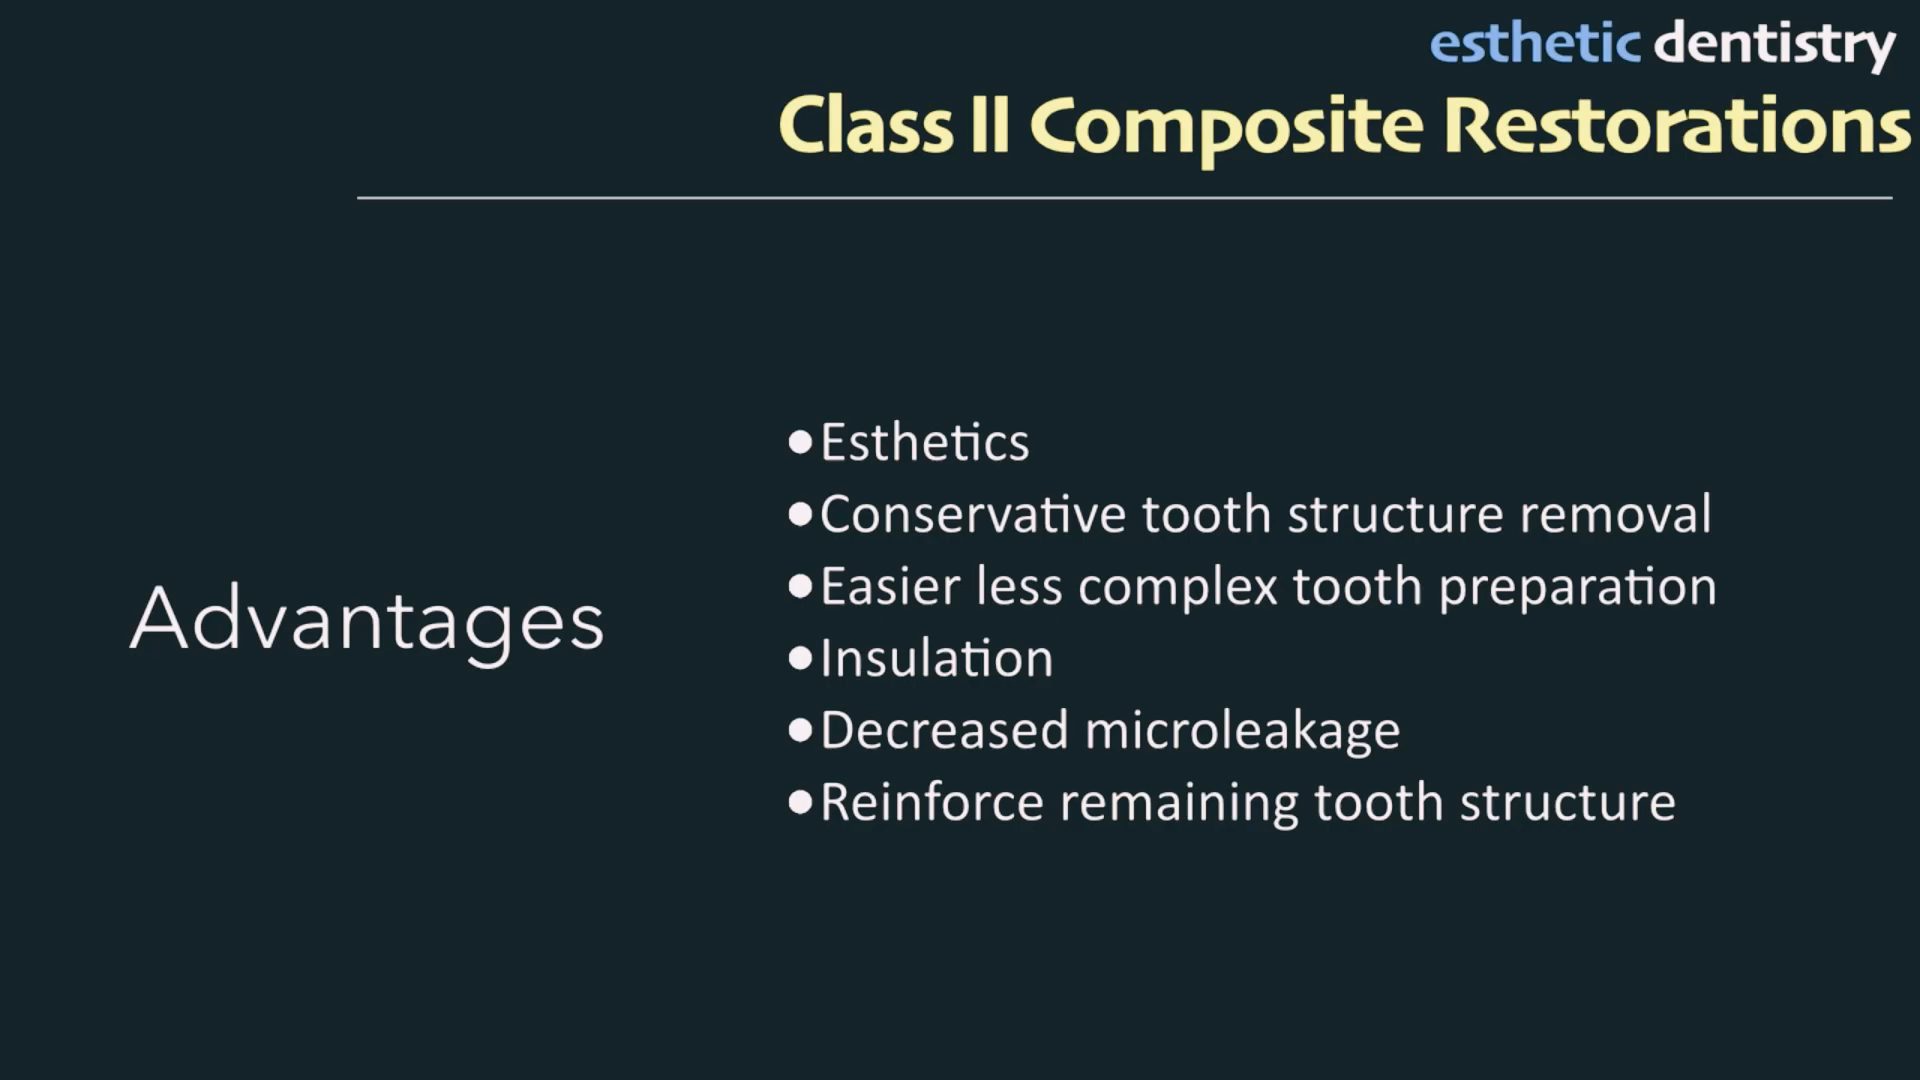 esthetic dentistry
Class II Composite Restorations
Advantages
●Esthetics
●Conservative tooth structure removal
●Easier less complex tooth preparation
●Insulation
●Decreased microleakage
●Reinforce remaining tooth structure